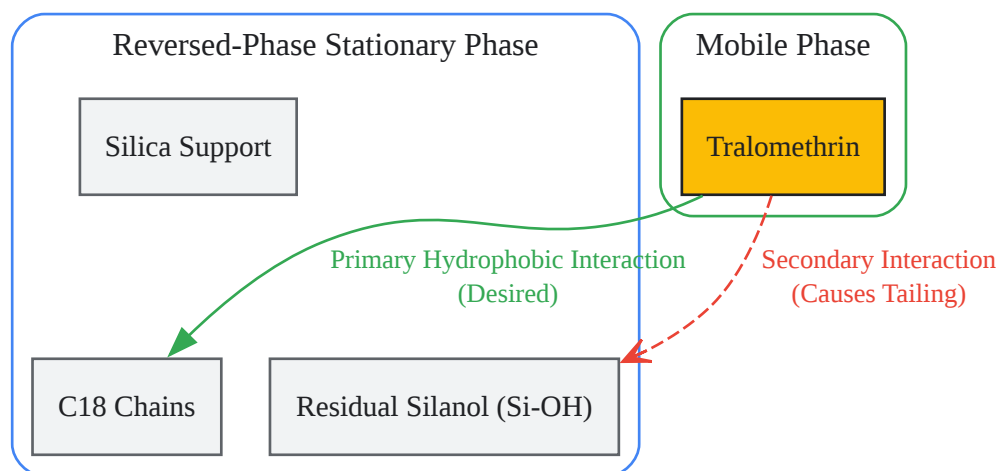 Reversed-Phase Stationary Phase
Mobile Phase
Silica Support
Tralomethrin
Primary Hydrophobic Interaction
(Desired)
Secondary Interaction
(Causes Tailing)
C18 Chains
Residual Silanol (Si-OH)